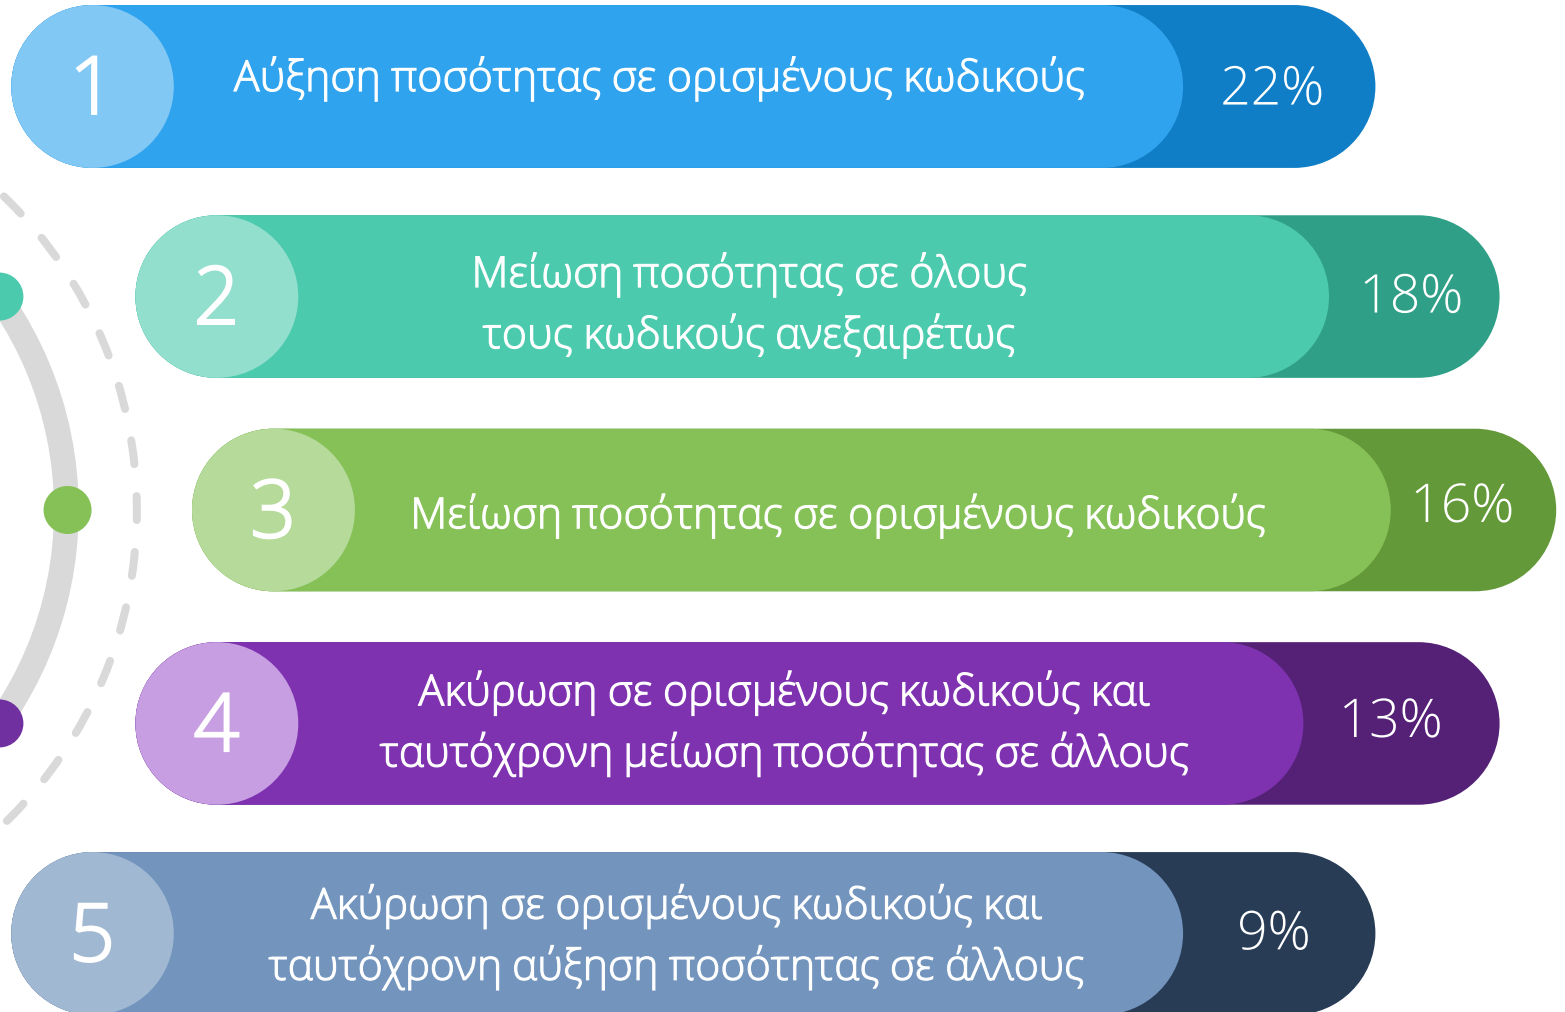 1
Αύξηση ποσότητας σε ορισμένους κωδικούς
22%
2
Μείωση ποσότητας σε όλους
τους κωδικούς ανεξαιρέτως
18%
3
Μείωση ποσότητας σε ορισμένους κωδικούς
16%
4
Ακύρωση σε ορισμένους κωδικούς και
ταυτόχρονη μείωση ποσότητας σε άλλους
13%
5
Ακύρωση σε ορισμένους κωδικούς και
ταυτόχρονη αύξηση ποσότητας σε άλλους
9%